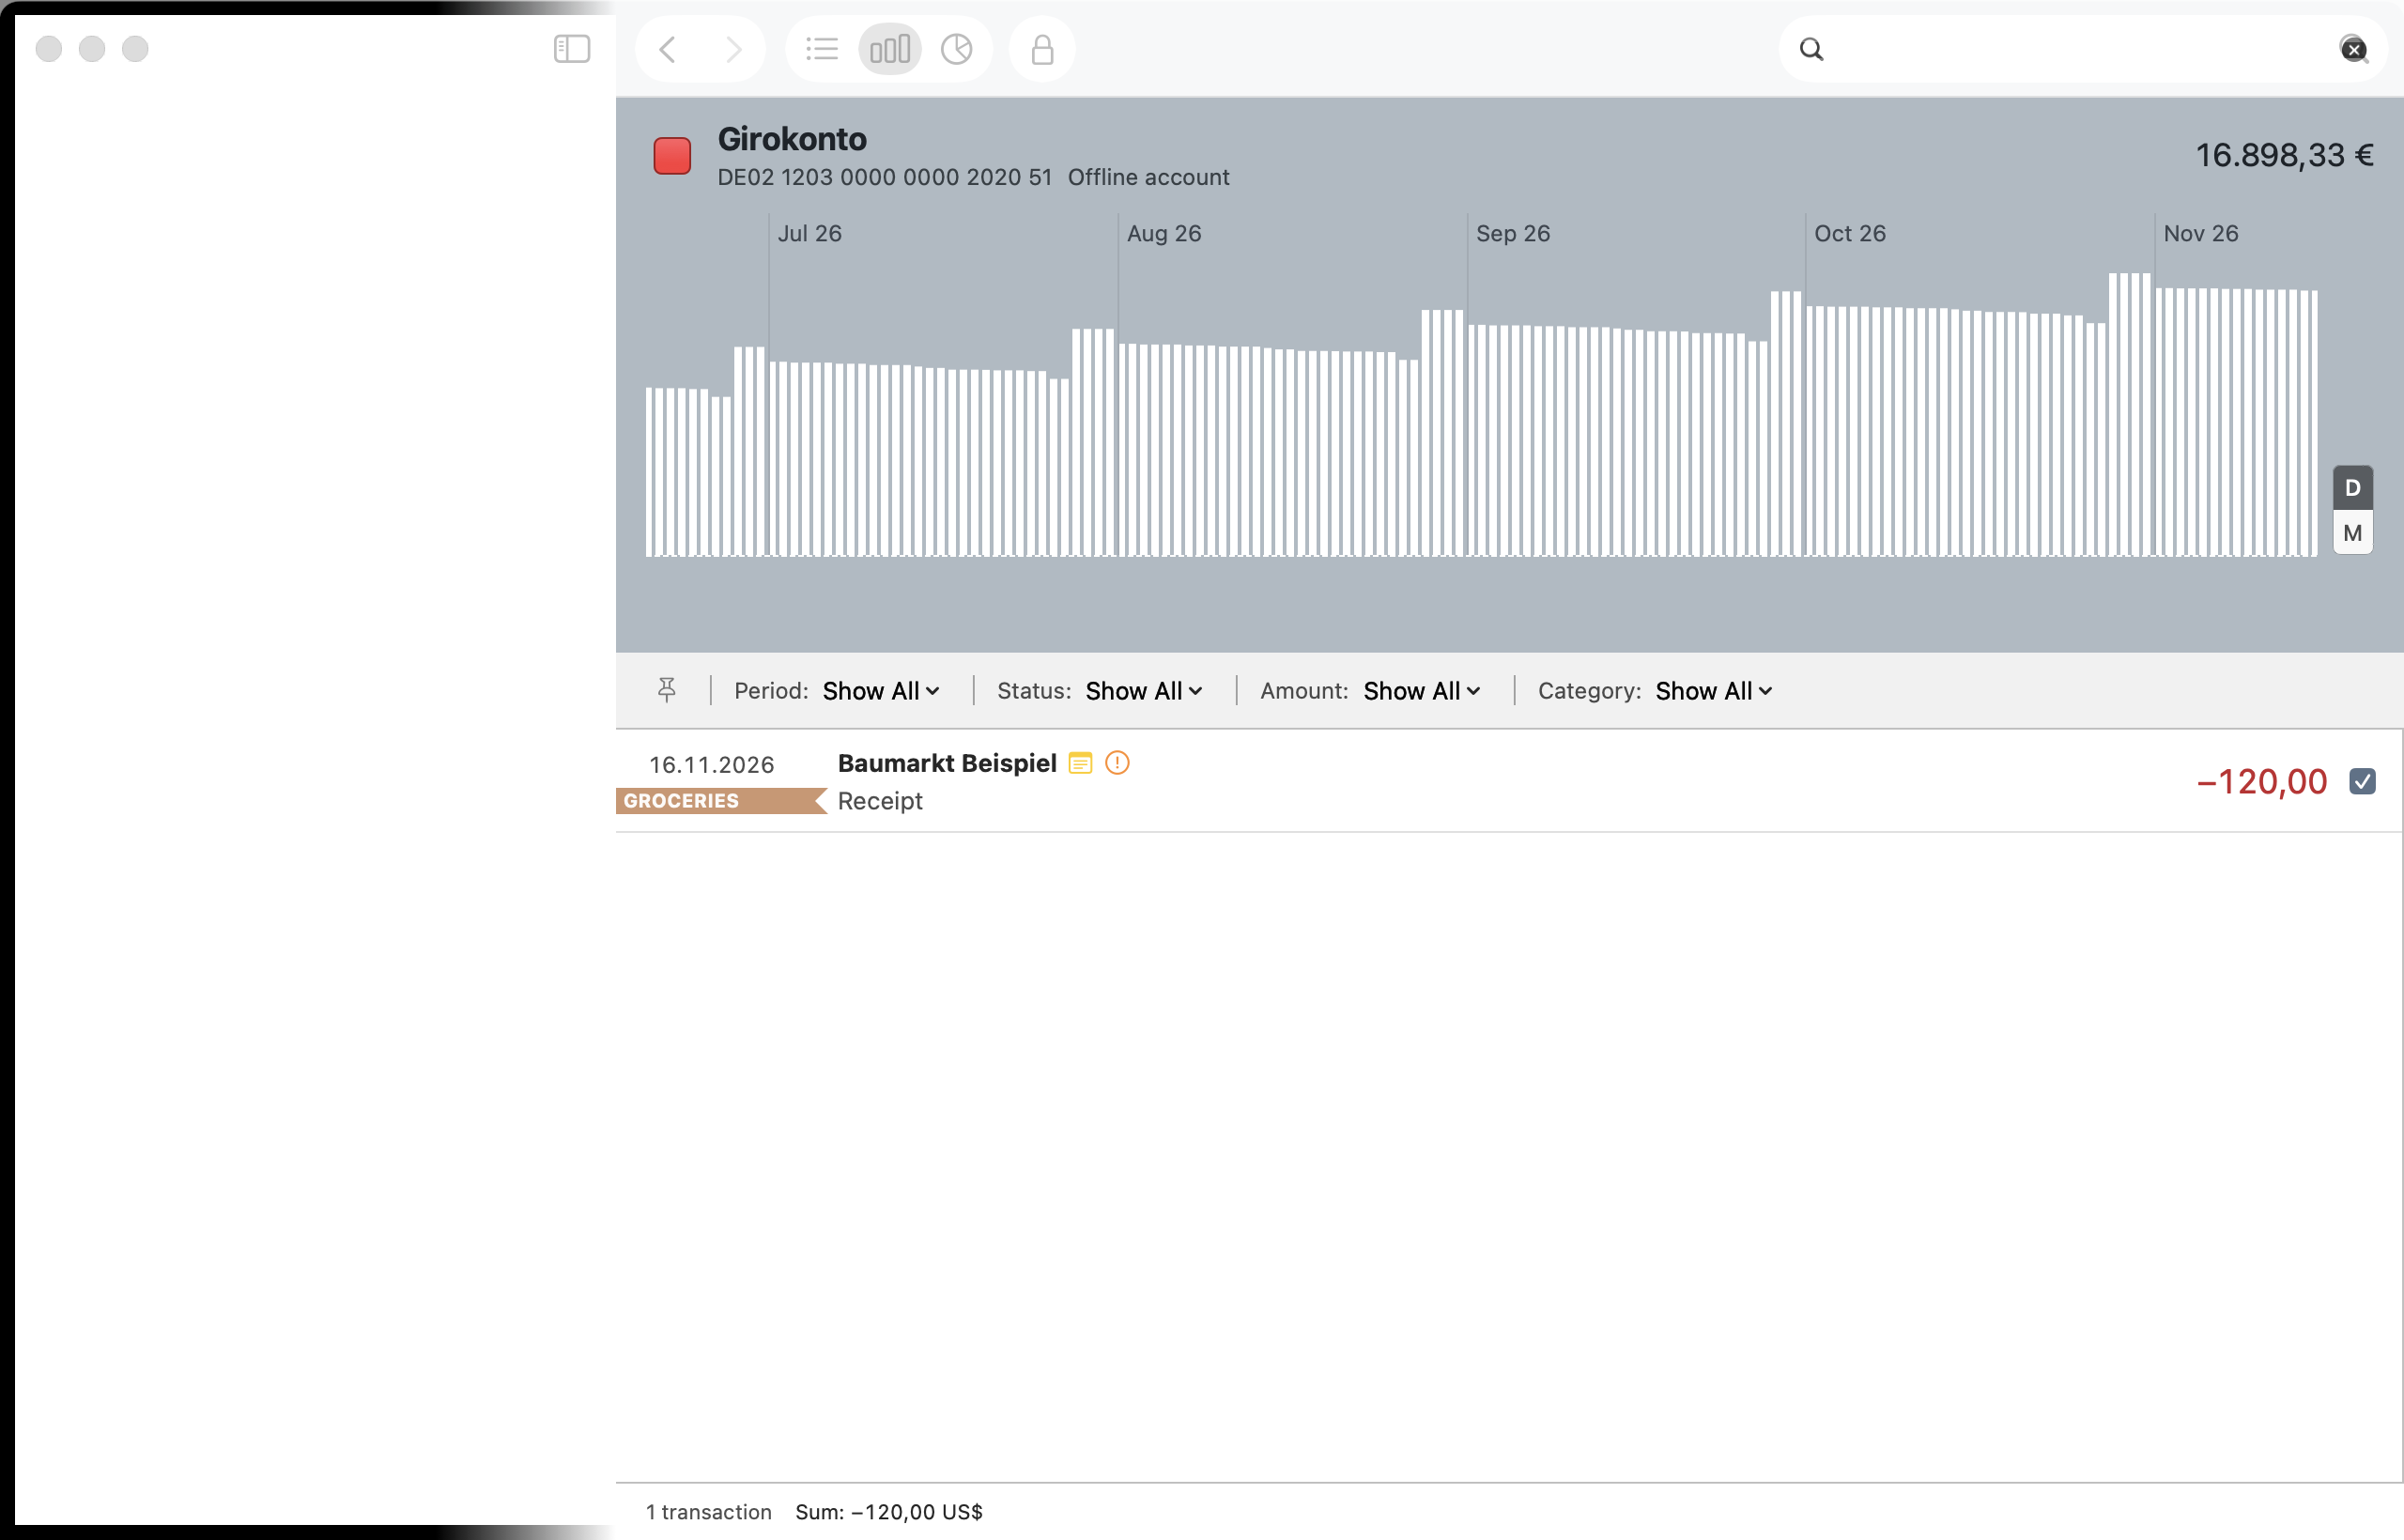 Girokonto
16.898,33 €
DE02 1203 0000 0000 2020 51 Offline account
Jul 26 Aug 26 Sep 26 Oct 26 Nov 26
D
M
Period: Show All Status: Show All Amount: Show All Category: Show All
16.11.2026 Baumarkt Beispiel
−120,00
GROCERIES Receipt
1 transaction Sum: −120,00 US$